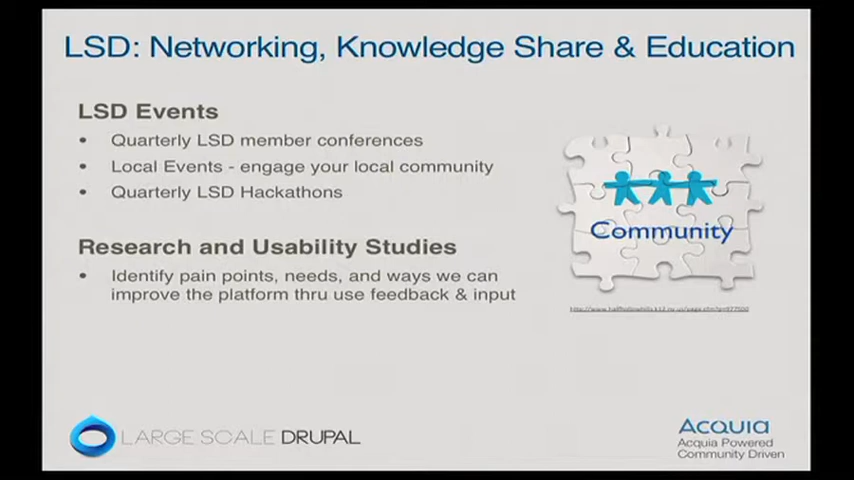 LSD: Networking, Knowledge Share & Education
LSD Events
• Quarterly LSD member conferences
• Local Events - engage your local community
• Quarterly LSD Hackathons
Research and Usability Studies
• Identify pain points, needs, and ways we can
improve the platform thru use feedback & input
Community
LARGE SCALE DRUPAL
Acquia
Acquia Powered
Community Driven